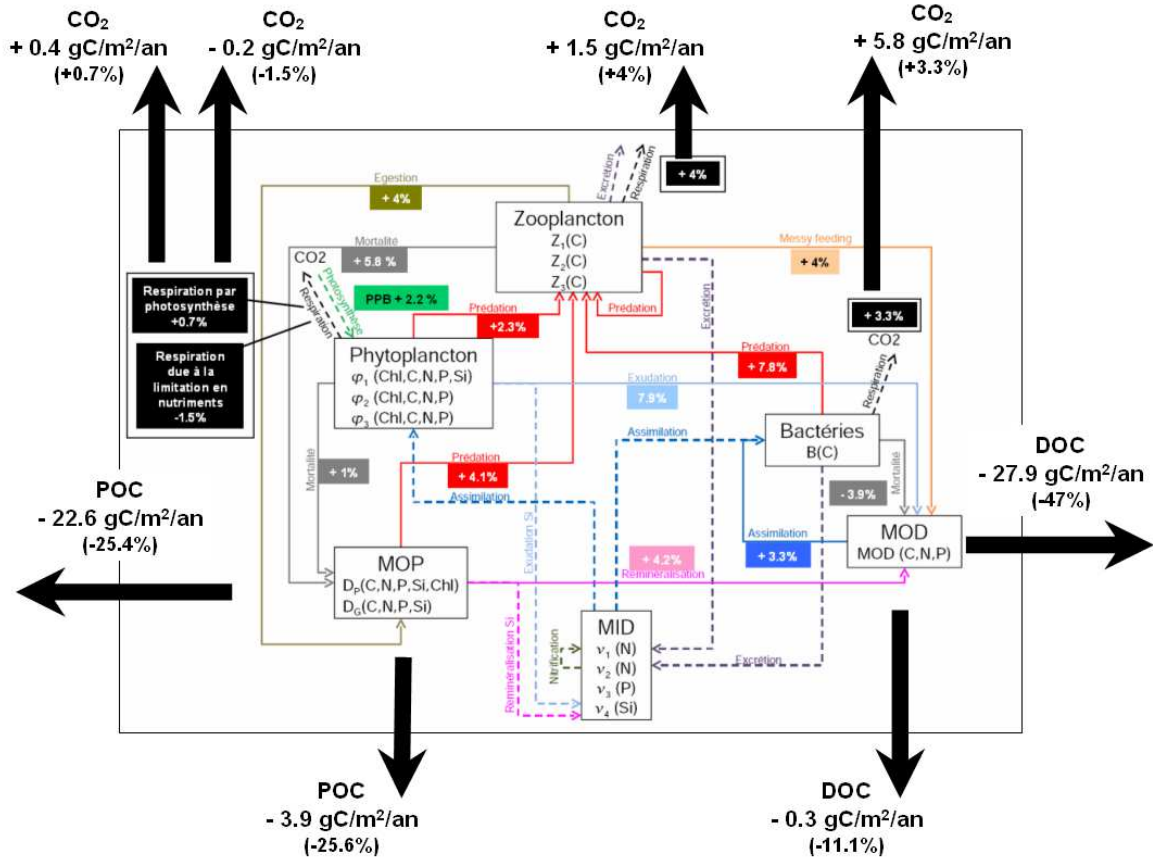 CO₂
+ 0.4 gC/m²/an
(+0.7%)
CO₂
- 0.2 gC/m²/an
(-1.5%)
CO₂
+ 1.5 gC/m²/an
(+4%)
CO₂
+ 5.8 gC/m²/an
(+3.3%)
Excrétion
Respiration
+ 4%
Egestion
+ 4%
Zooplancton
Z₁(C)
Z₂(C)
Z₃(C)
Mortalité
+ 5.8 %
Messy feeding
+ 4%
CO2
Photosynthèse
Respiration
PPB + 2.2 %
Respiration par
photosynthèse
+0.7%
Respiration
due à la
limitation en
nutriments
-1.5%
Prédation
+2.3%
Prédation
Excrétion
+ 3.3%
CO2
Respiration
Prédation
+ 7.8%
Phytoplancton
φ₁ (Chl,C,N,P,Si)
φ₂ (Chl,C,N,P)
φ₃ (Chl,C,N,P)
Exudation
7.9%
Assimilation
Bactéries
B(C)
Mortalité
+ 1%
Prédation
+ 4.1%
Assimilation
Exudation Si
- 3.9%
Mortalité
DOC
- 27.9 gC/m²/an
(-47%)
POC
- 22.6 gC/m²/an
(-25.4%)
MOP
Dₚ(C,N,P,Si,Chl)
D_G(C,N,P,Si)
+ 4.2%
Reminéralisation
Assimilation
+ 3.3%
MOD
MOD (C,N,P)
Reminéralisation Si
Nitrification
MID
ν₁ (N)
ν₂ (N)
ν₃ (P)
ν₄ (Si)
Excrétion
POC
- 3.9 gC/m²/an
(-25.6%)
DOC
- 0.3 gC/m²/an
(-11.1%)